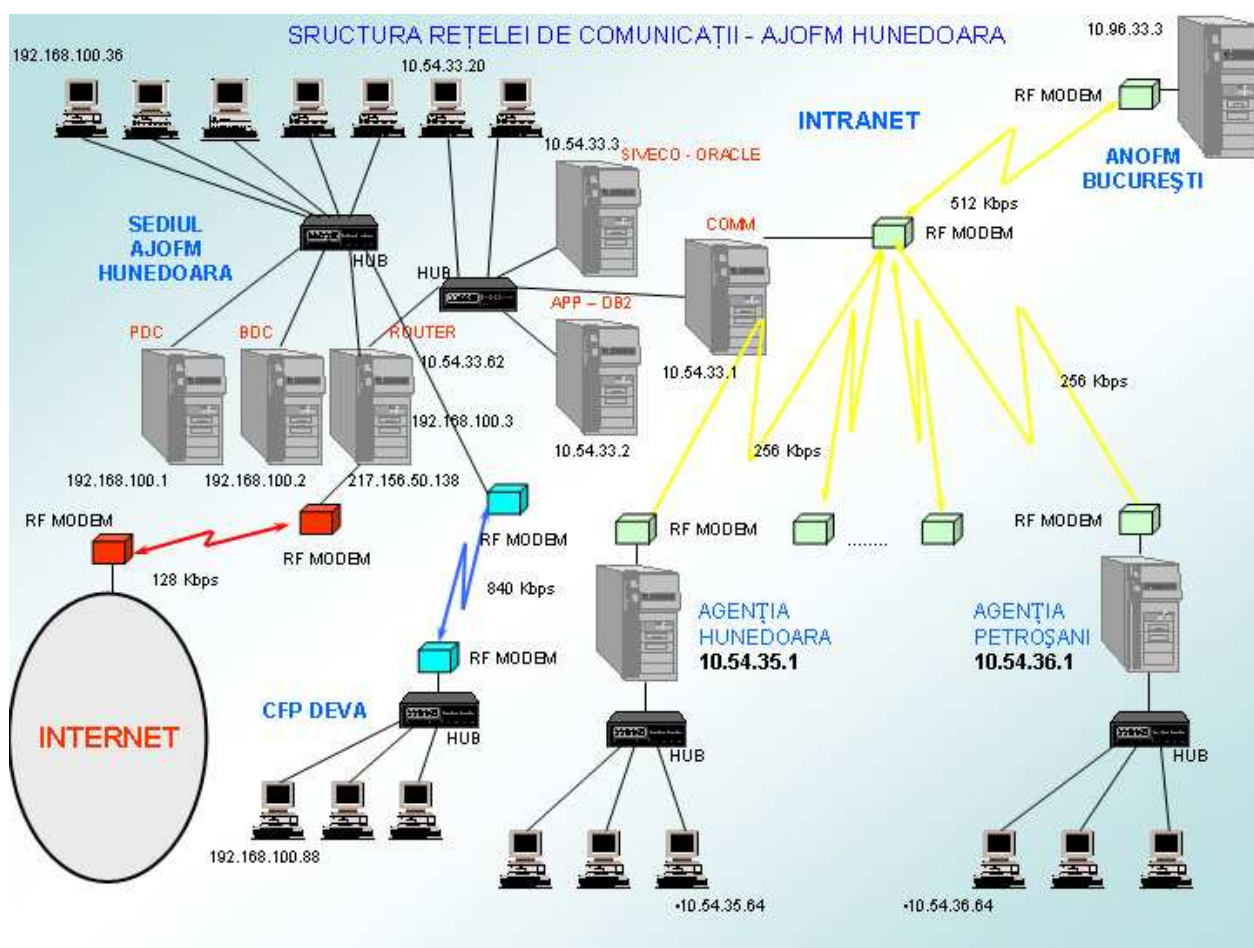 SRUCTURA REȚELEI DE COMUNICAȚII - AJOFM HUNEDOARA
10.96.33.3
192.168.100.36
10.54.33.20
RF MODEM
INTRANET
10.54.33.3
SIVECO - ORACLE
ANOFM
BUCUREȘTI
512 Kbps
SEDIUL
AJOFM
HUNEDOARA
COMM
RF MODEM
HUB
HUB
APP – DB2
PDC
BDC
ROUTER
10.54.33.62
10.54.33.1
256 Kbps
192.168.100.3
256 Kbps
10.54.33.2
192.168.100.1
192.168.100.2
217.156.50.138
RF MODEM
RF MODEM
RF MODEM
RF MODEM
RF MODEM
........
128 Kbps
840 Kbps
AGENȚIA
HUNEDOARA
10.54.35.1
AGENȚIA
PETROȘANI
10.54.36.1
RF MODEM
CFP DEVA
INTERNET
HUB
HUB
HUB
192.168.100.88
•10.54.35.64
•10.54.36.64